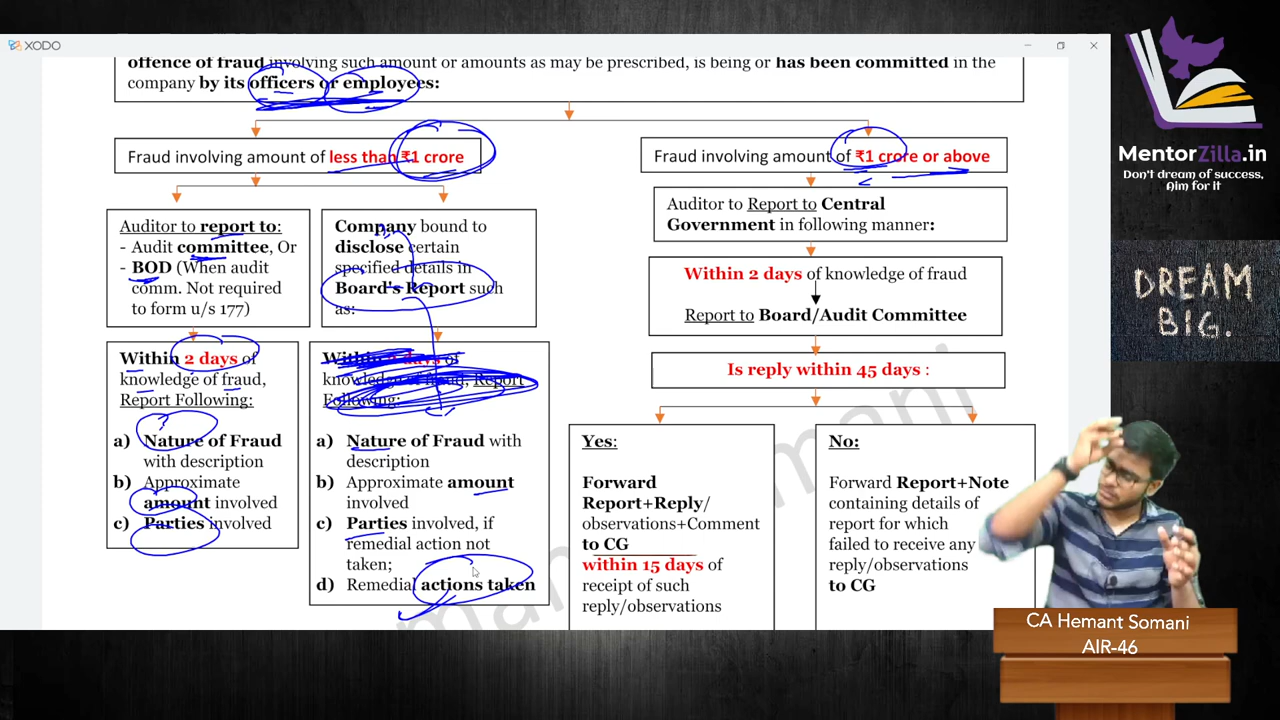 XODO
offence of fraud involving such amount or amounts as may be prescribed, is being or has been committed in the
company by its officers or employees:
Fraud involving amount of less than ₹1 crore
Fraud involving amount of ₹1 crore or above
Auditor to report to:
- Audit committee, Or
- BOD (When audit
comm. Not required
to form u/s 177)
Company bound to
disclose certain
specified details in
Board's Report such
as:
Auditor to Report to Central
Government in following manner:
Within 2 days of knowledge of fraud
Report to Board/Audit Committee
Within 2 days of
knowledge of fraud,
Report Following:
a) Nature of Fraud
with description
b) Approximate
amount involved
c) Parties involved
Within 2 days of
knowledge of fraud, Report
Following:
a) Nature of Fraud with
description
b) Approximate amount
involved
c) Parties involved, if
remedial action not
taken;
d) Remedial actions taken
Is reply within 45 days :
Yes:
Forward
Report+Reply/
observations+Comment
to CG
within 15 days of
receipt of such
reply/observations
No:
Forward Report+Note
containing details of
report for which
failed to receive any
reply/observations
to CG
MentorZilla.in
Don't dream of success,
Aim for it
DREAM
BIG.
CA Hemant Somani
AIR-46